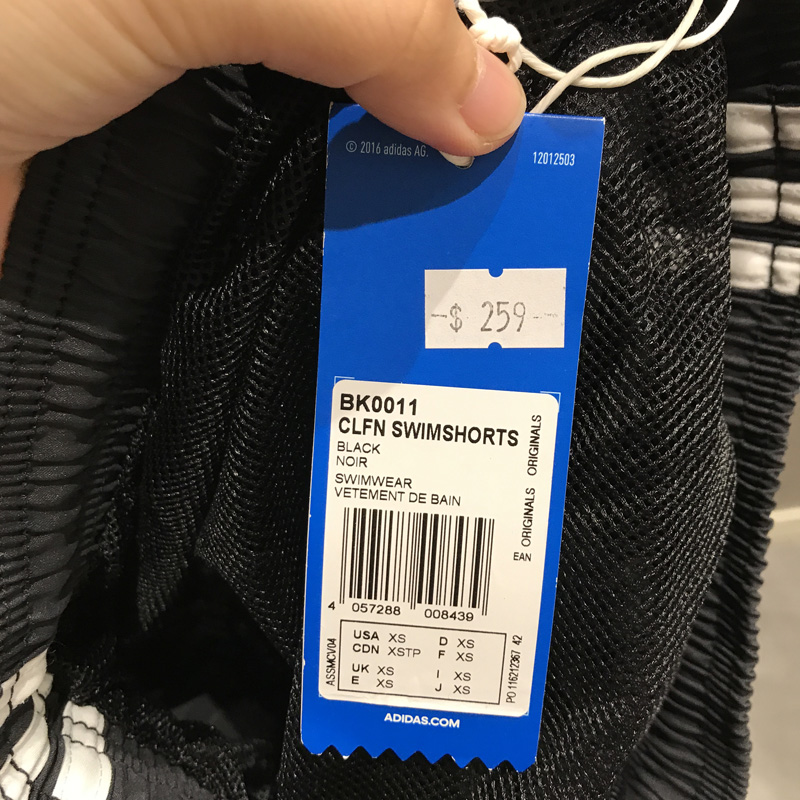 © 2016 adidas AG.
12012503
-$ 259-
BK0011
CLFN SWIMSHORTS
BLACK
NOIR
SWIMWEAR
VETEMENT DE BAIN
ORIGINALS
ORIGINALS
EAN
4 057288 008439
ASSMCV04
USA XS D XS
CDN XSTP F XS
UK XS I XS
E XS J XS
PO 116212367 42
ADIDAS.COM